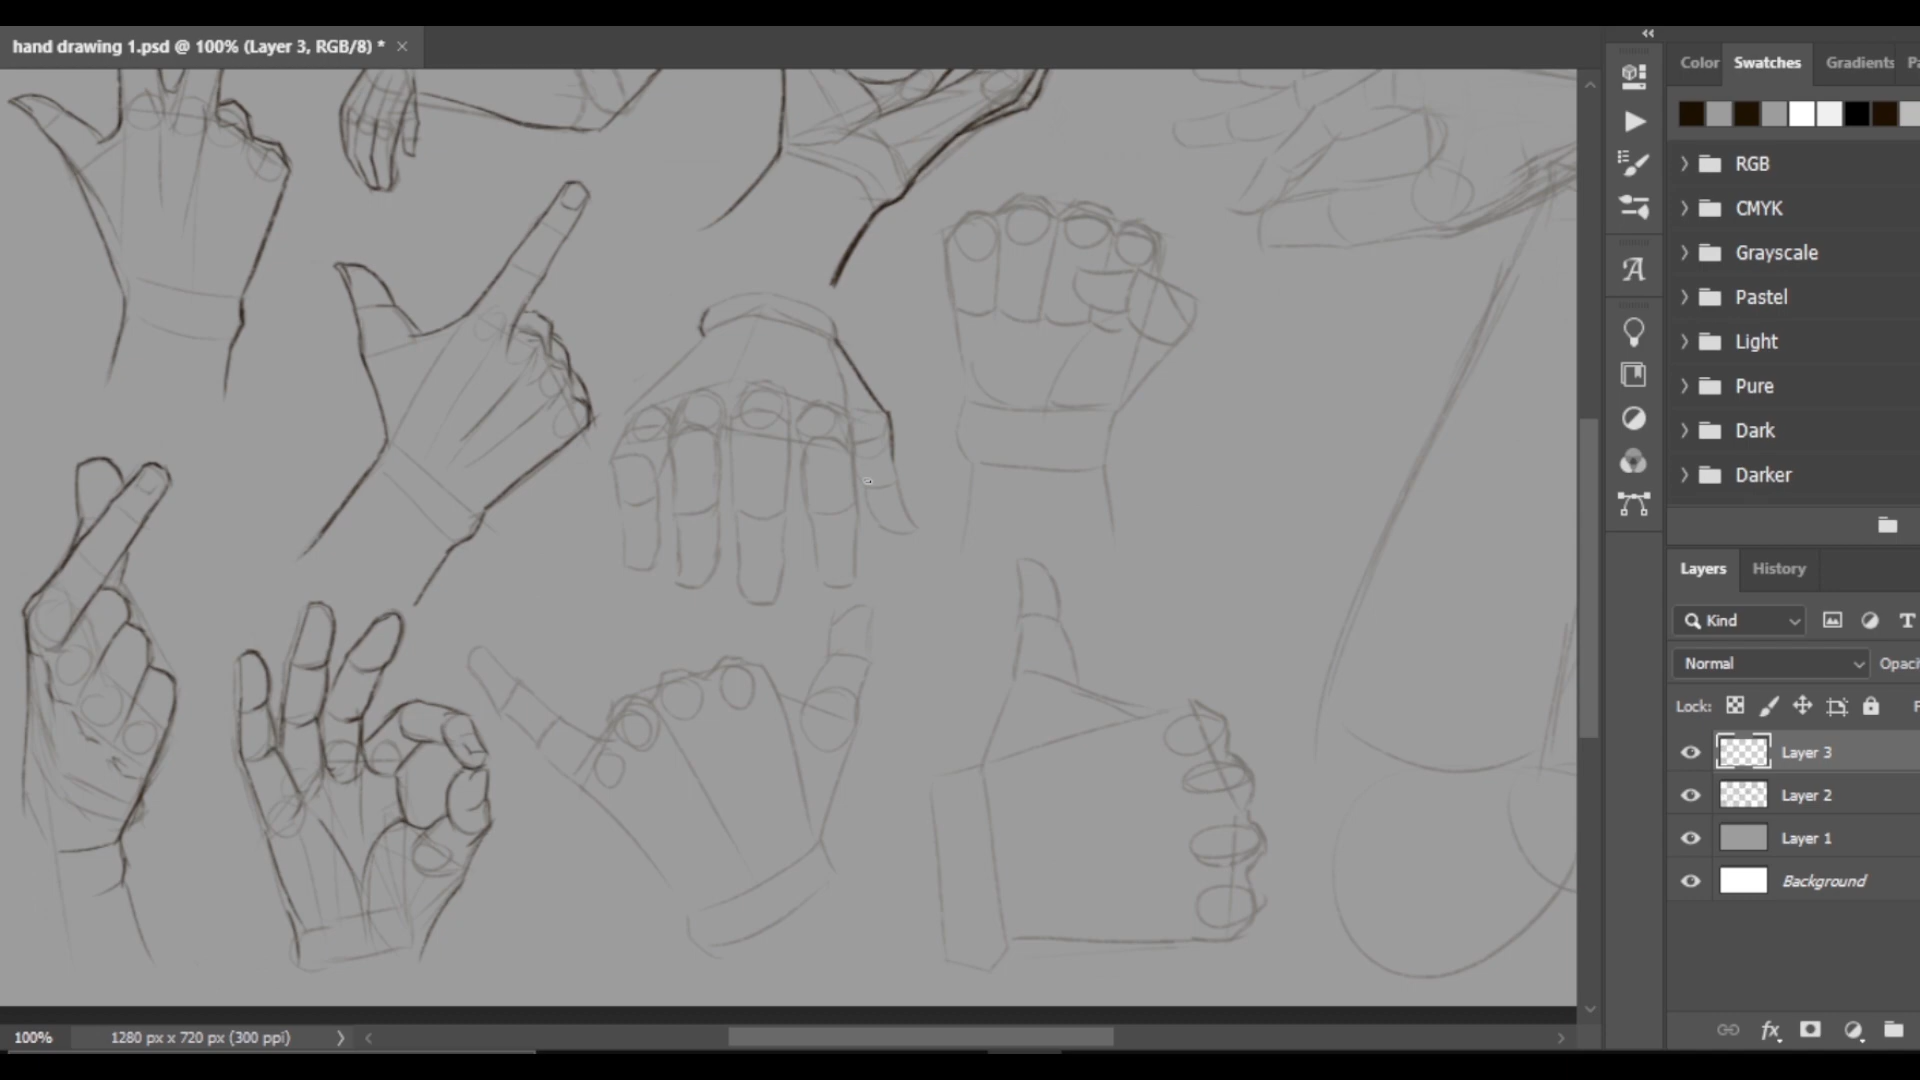 hand drawing 1.psd @ 100% (Layer 3, RGB/8) *
Color Swatches Gradients
RGB
CMYK
Grayscale
Pastel
Light
Pure
Dark
Darker
Layers History
Kind
Normal
Lock:
Layer 3
Layer 2
Layer 1
Background
fx
100% 1280 px x 720 px (300 ppi)